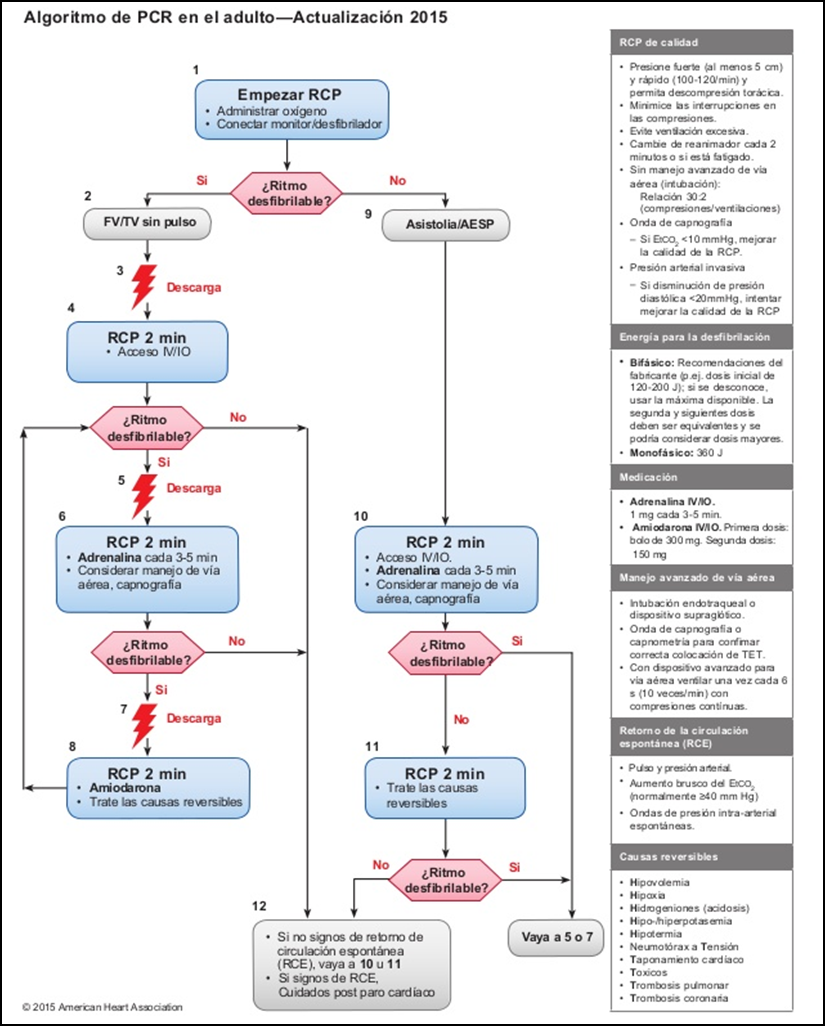 Algoritmo de PCR en el adulto—Actualización 2015
1
Empezar RCP
• Administrar oxígeno
• Conectar monitor/desfibrilador
¿Ritmo
desfibrilable?
Si
No
2
FV/TV sin pulso
9
Asistolia/AESP
3
Descarga
4
RCP 2 min
• Acceso IV/IO
¿Ritmo
desfibrilable?
No
Si
5
Descarga
6
RCP 2 min
• Adrenalina cada 3-5 min
• Considerar manejo de vía
aérea, capnografía
10
RCP 2 min
• Acceso IV/IO.
• Adrenalina cada 3-5 min
• Considerar manejo de vía
aérea, capnografía
¿Ritmo
desfibrilable?
No
Si
¿Ritmo
desfibrilable?
Si
No
7
Descarga
8
RCP 2 min
• Amiodarona
• Trate las causas reversibles
11
RCP 2 min
• Trate las causas
reversibles
¿Ritmo
desfibrilable?
No
Si
12
• Si no signos de retorno de
circulación espontánea
(RCE), vaya a 10 u 11
• Si signos de RCE,
Cuidados post paro cardíaco
Vaya a 5 o 7
© 2015 American Heart Association
RCP de calidad
• Presione fuerte (al menos 5 cm)
y rápido (100-120/min) y
permita descompresión torácica.
• Minimice las interrupciones en
las compresiones.
• Evite ventilación excesiva.
• Cambie de reanimador cada 2
minutos o si está fatigado.
• Sin manejo avanzado de vía
aérea (intubación):
Relación 30:2
(compresiones/ventilaciones)
• Onda de capnografía
– Si EtCO2 <10 mmHg, mejorar
la calidad de la RCP.
• Presión arterial invasiva
– Si disminución de presión
diastólica <20mmHg, intentar
mejorar la calidad de la RCP
Energía para la desfibrilación
• Bifásico: Recomendaciones del
fabricante (p.ej. dosis inicial de
120-200 J); si se desconoce,
usar la máxima disponible. La
segunda y siguientes dosis
deben ser equivalentes y se
podría considerar dosis mayores.
• Monofásico: 360 J
Medicación
• Adrenalina IV/IO.
1 mg cada 3-5 min.
• Amiodarona IV/IO. Primera dosis:
bolo de 300 mg. Segunda dosis:
150 mg
Manejo avanzado de vía aérea
• Intubación endotraqueal o
dispositivo supraglótico.
• Onda de capnografía o
capnometría para confimar
correcta colocación de TET.
• Con dispositivo avanzado para
vía aérea ventilar una vez cada 6
s (10 veces/min) con
compresiones contínuas.
Retorno de la circulación
espontánea (RCE)
• Pulso y presión arterial.
• Aumento brusco del EtCO2
(normalmente ≥40 mm Hg)
• Ondas de presión intra-arterial
espontáneas.
Causas reversibles
• Hipovolemia
• Hipoxia
• Hidrogeniones (acidosis)
• Hipo-/hiperpotasemia
• Hipotermia
• Neumotórax a Tensión
• Taponamiento cardíaco
• Toxicos
• Trombosis pulmonar
• Trombosis coronaria